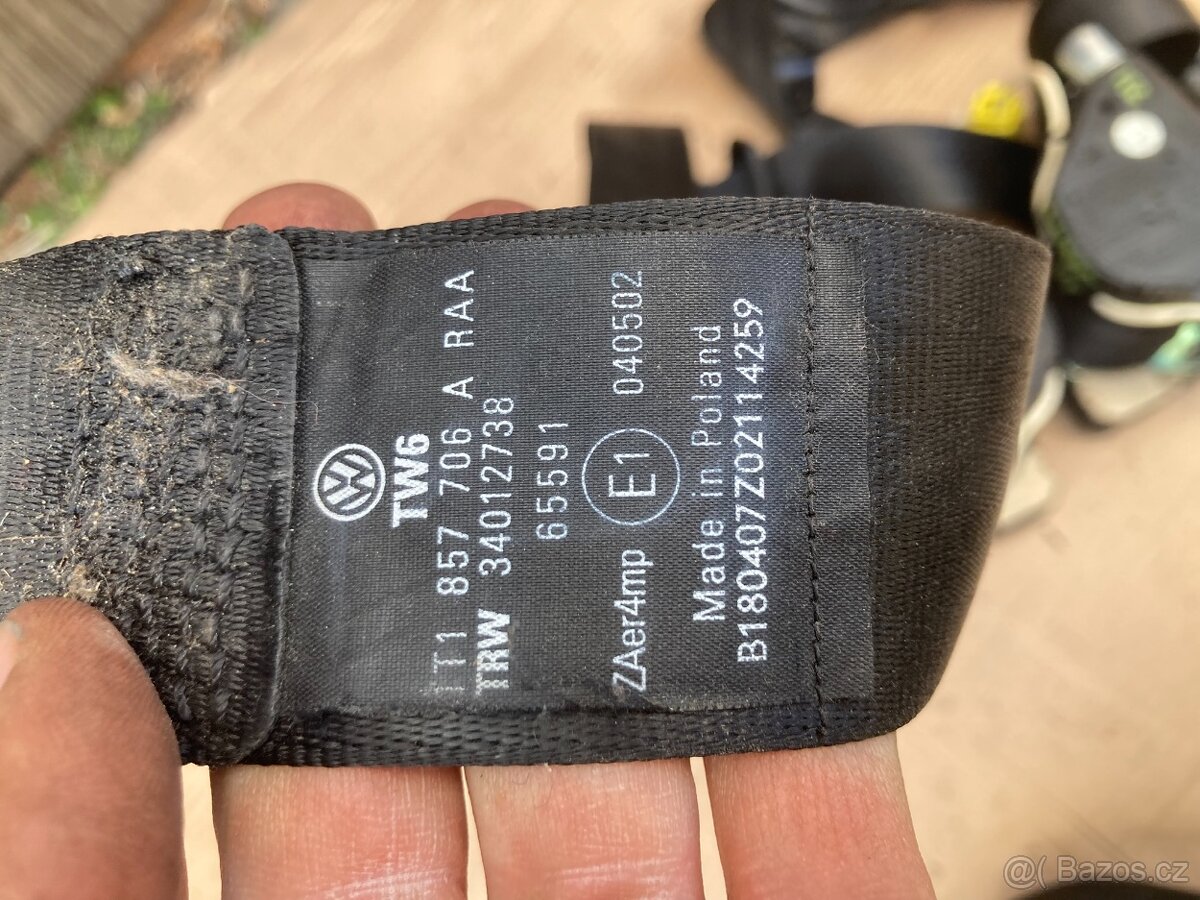 TW6
1T1 857 706 A RAA
TRW 34012738
65591
ZAer4mp E1 040502
Made in Poland
B180407Z02114259
@( Bazos.cz